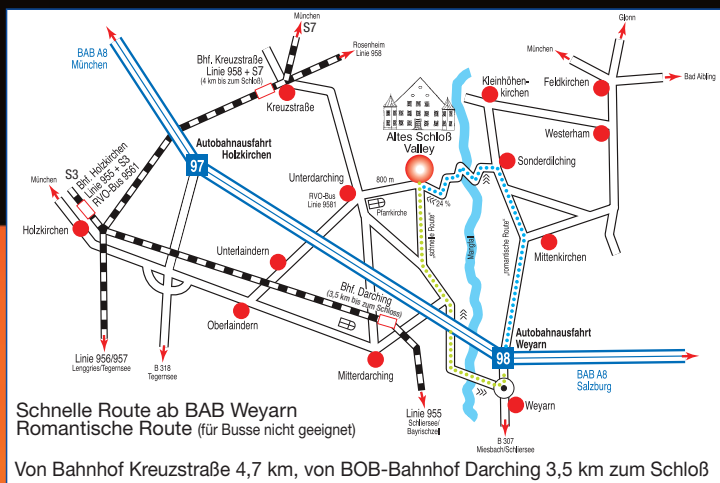 München
S7
Glonn
BAB A8
München
Bhf. Kreuzstraße
Linie 958 + S7
(4 km bis zum Schloß)
Rosenheim
Linie 958
München
Bad Aibling
Kleinhöhen-
kirchen
Feldkirchen
Kreuzstraße
Altes Schloß
Valley
Westerham
Autobahnausfahrt
Holzkirchen
97
Sonderdilching
S3
München
Bhf. Holzkirchen
Linie 955 + S3
RVO-Bus 9561
Unterdarching
RVO-Bus
Linie 9581
800 m
24 %
Pfarrkirche
Holzkirchen
Unterlaindern
„schnelle Route“
Mangfall
„romantische Route“
Mittenkirchen
Bhf. Darching
(3,5 km bis zum Schloss)
Oberlaindern
Autobahnausfahrt
Weyarn
98
Linie 956/957
Lenggries/Tegernsee
B 318
Tegernsee
Mitterdarching
BAB A8
Salzburg
Weyarn
Linie 955
Schliersee/
Bayrischzell
B 307
Miesbach/Schliersee
Schnelle Route ab BAB Weyarn
Romantische Route (für Busse nicht geeignet)
Von Bahnhof Kreuzstraße 4,7 km, von BOB-Bahnhof Darching 3,5 km zum Schloß